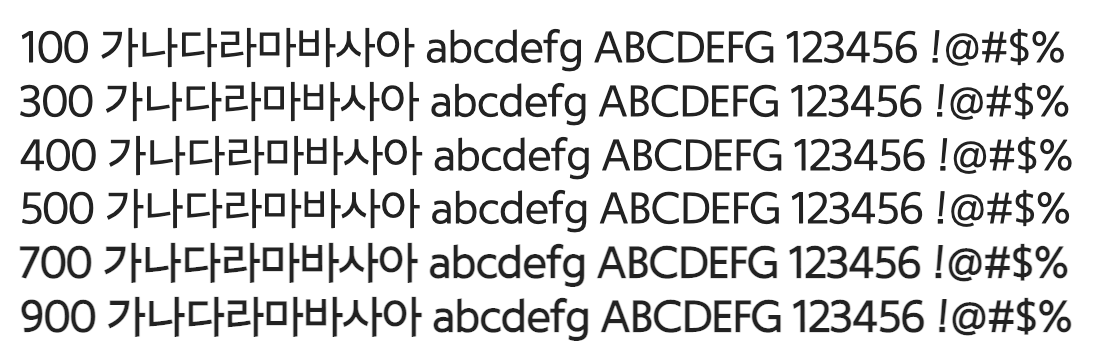 100 가나다라마바사아 abcdefg ABCDEFG 123456 !@#$%
300 가나다라마바사아 abcdefg ABCDEFG 123456 !@#$%
400 가나다라마바사아 abcdefg ABCDEFG 123456 !@#$%
500 가나다라마바사아 abcdefg ABCDEFG 123456 !@#$%
700 가나다라마바사아 abcdefg ABCDEFG 123456 !@#$%
900 가나다라마바사아 abcdefg ABCDEFG 123456 !@#$%